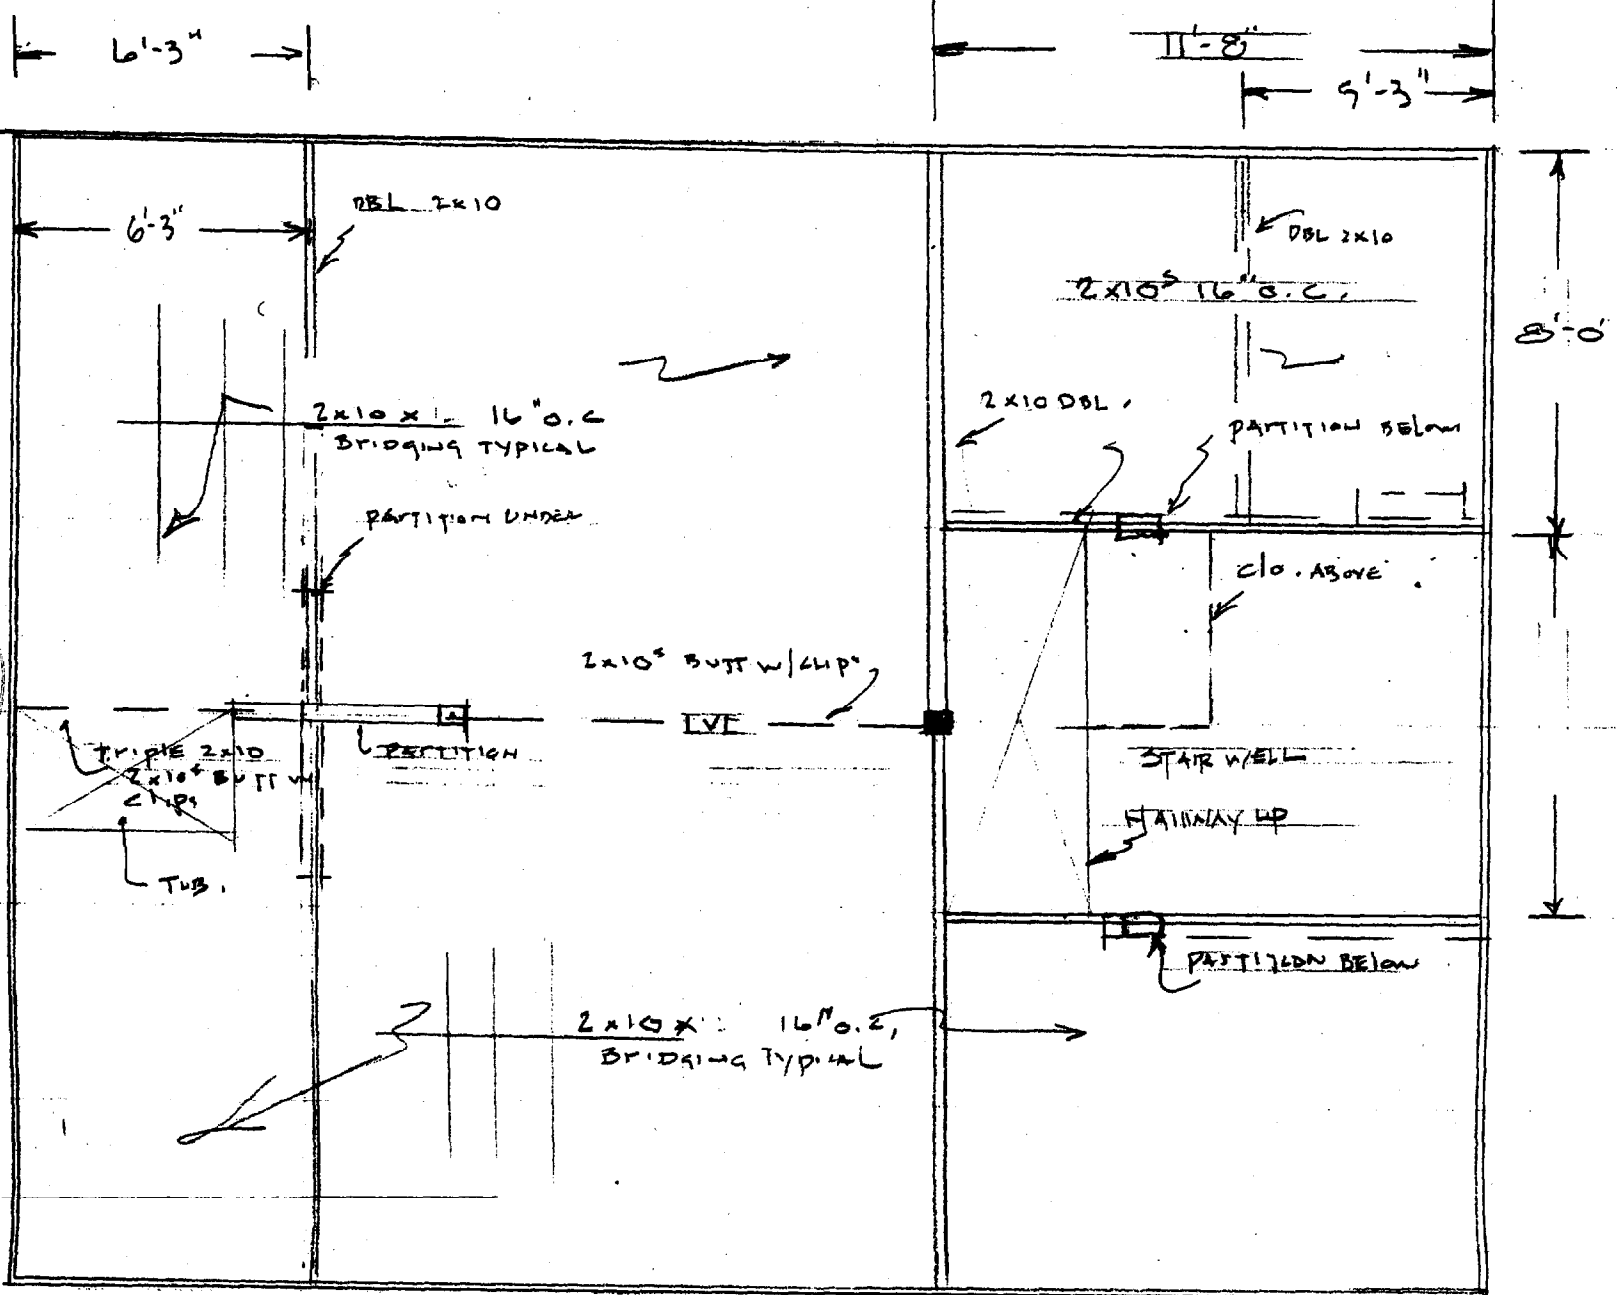 6'-3"
11'-8"
5'-3"
6'-3"
DBL 2x10
DBL 2x10
2x10s 16" o.c.
8'-0"
2x10 DBL.
PARTITION BELOW
2x10 x 16" o.c
BRIDGING TYPICAL
PARTITION UNDER
CLO. ABOVE
2x10s BUTT W/CLIPS
LVL
TRIPLE 2x10
2x10s BUTT W/
CLIPS
PARTITION
STAIR WELL
HALLWAY UP
TUB.
PARTITION BELOW
2x10 x 16" o.c.
BRIDGING TYPICAL